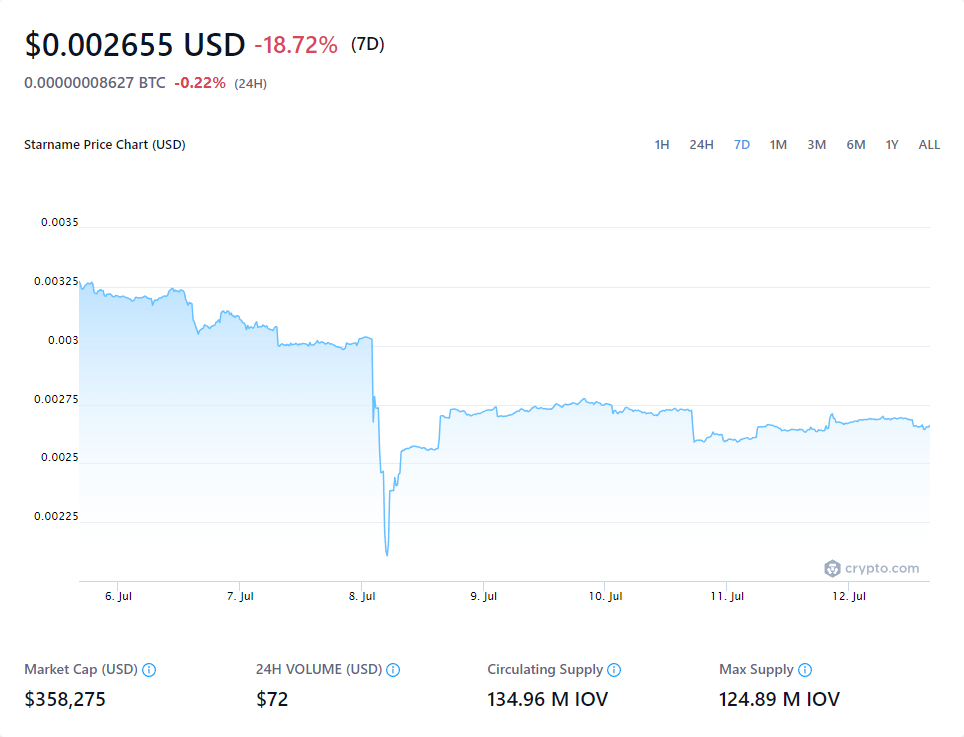 $0.002655 USD -18.72% (7D)
0.00000008627 BTC -0.22% (24H)
Starname Price Chart (USD)
1H 24H 7D 1M 3M 6M 1Y ALL
0.0035
0.00325
0.003
0.00275
0.0025
0.00225
crypto.com
6. Jul 7. Jul 8. Jul 9. Jul 10. Jul 11. Jul 12. Jul
Market Cap (USD) 24H VOLUME (USD) Circulating Supply Max Supply
$358,275 $72 134.96 M IOV 124.89 M IOV